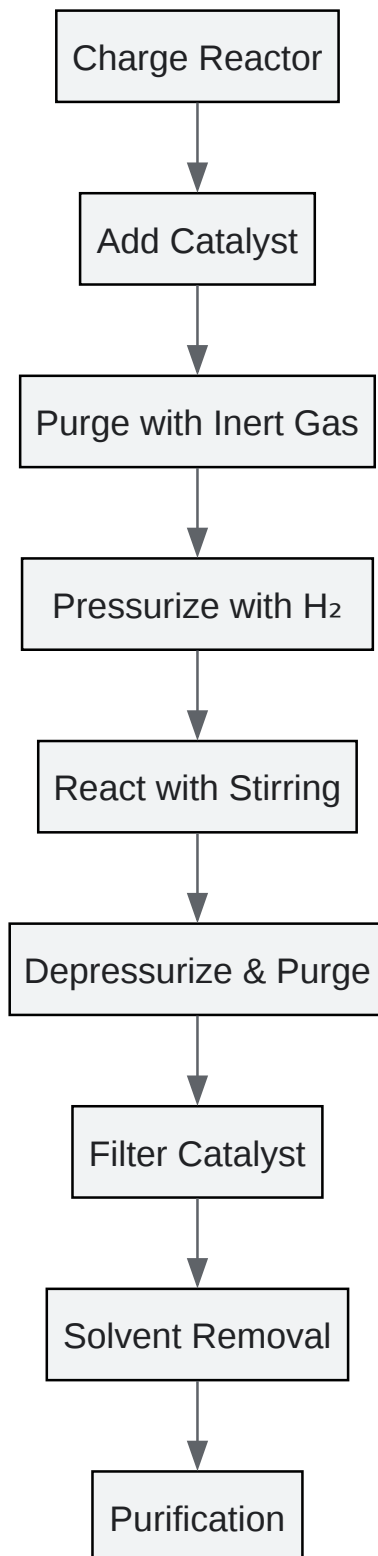 Charge Reactor
Add Catalyst
Purge with Inert Gas
Pressurize with H₂
React with Stirring
Depressurize & Purge
Filter Catalyst
Solvent Removal
Purification